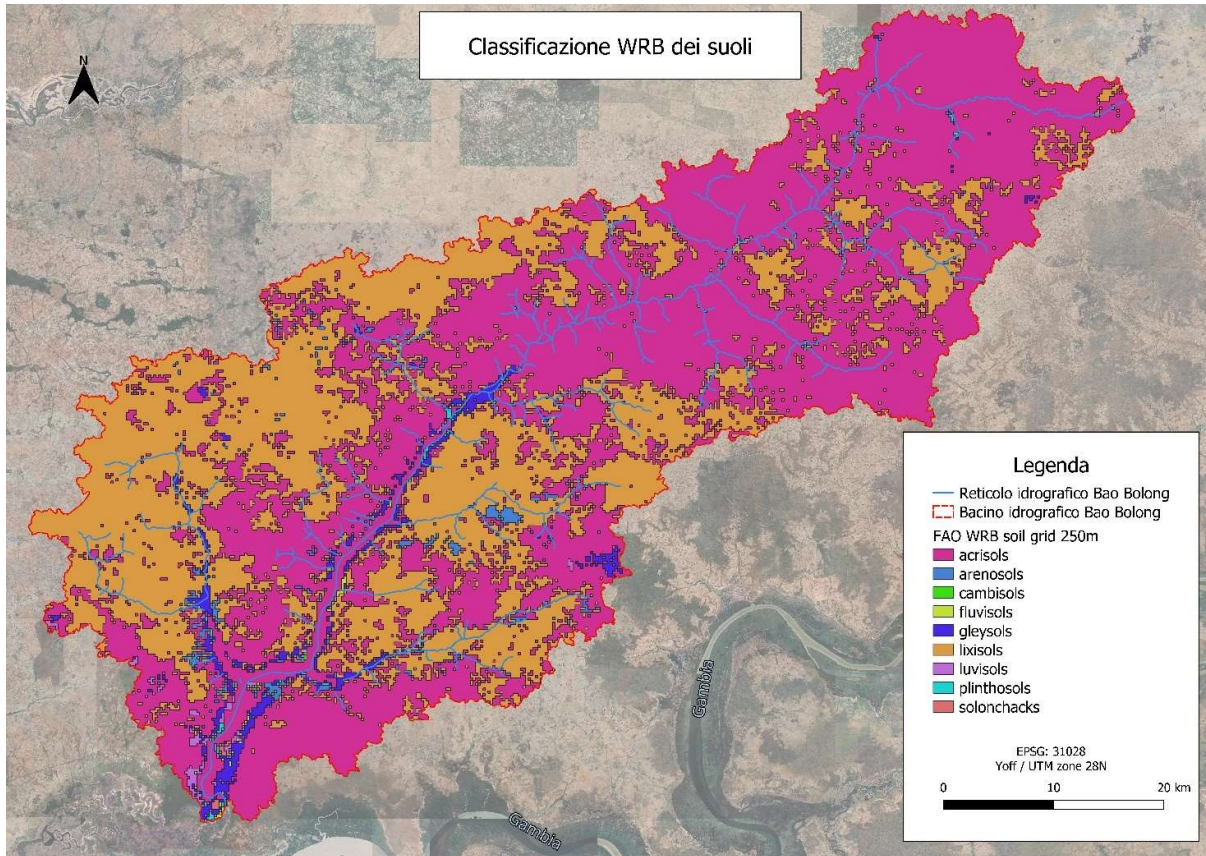 Classificazione WRB dei suoli
N
Gambia
Gambia
Legenda
Reticolo idrografico Bao Bolong
Bacino idrografico Bao Bolong
FAO WRB soil grid 250m
acrisols
arenosols
cambisols
fluvisols
gleysols
lixisols
luvisols
plinthosols
solonchacks
EPSG: 31028
Yoff / UTM zone 28N
0 10 20 km